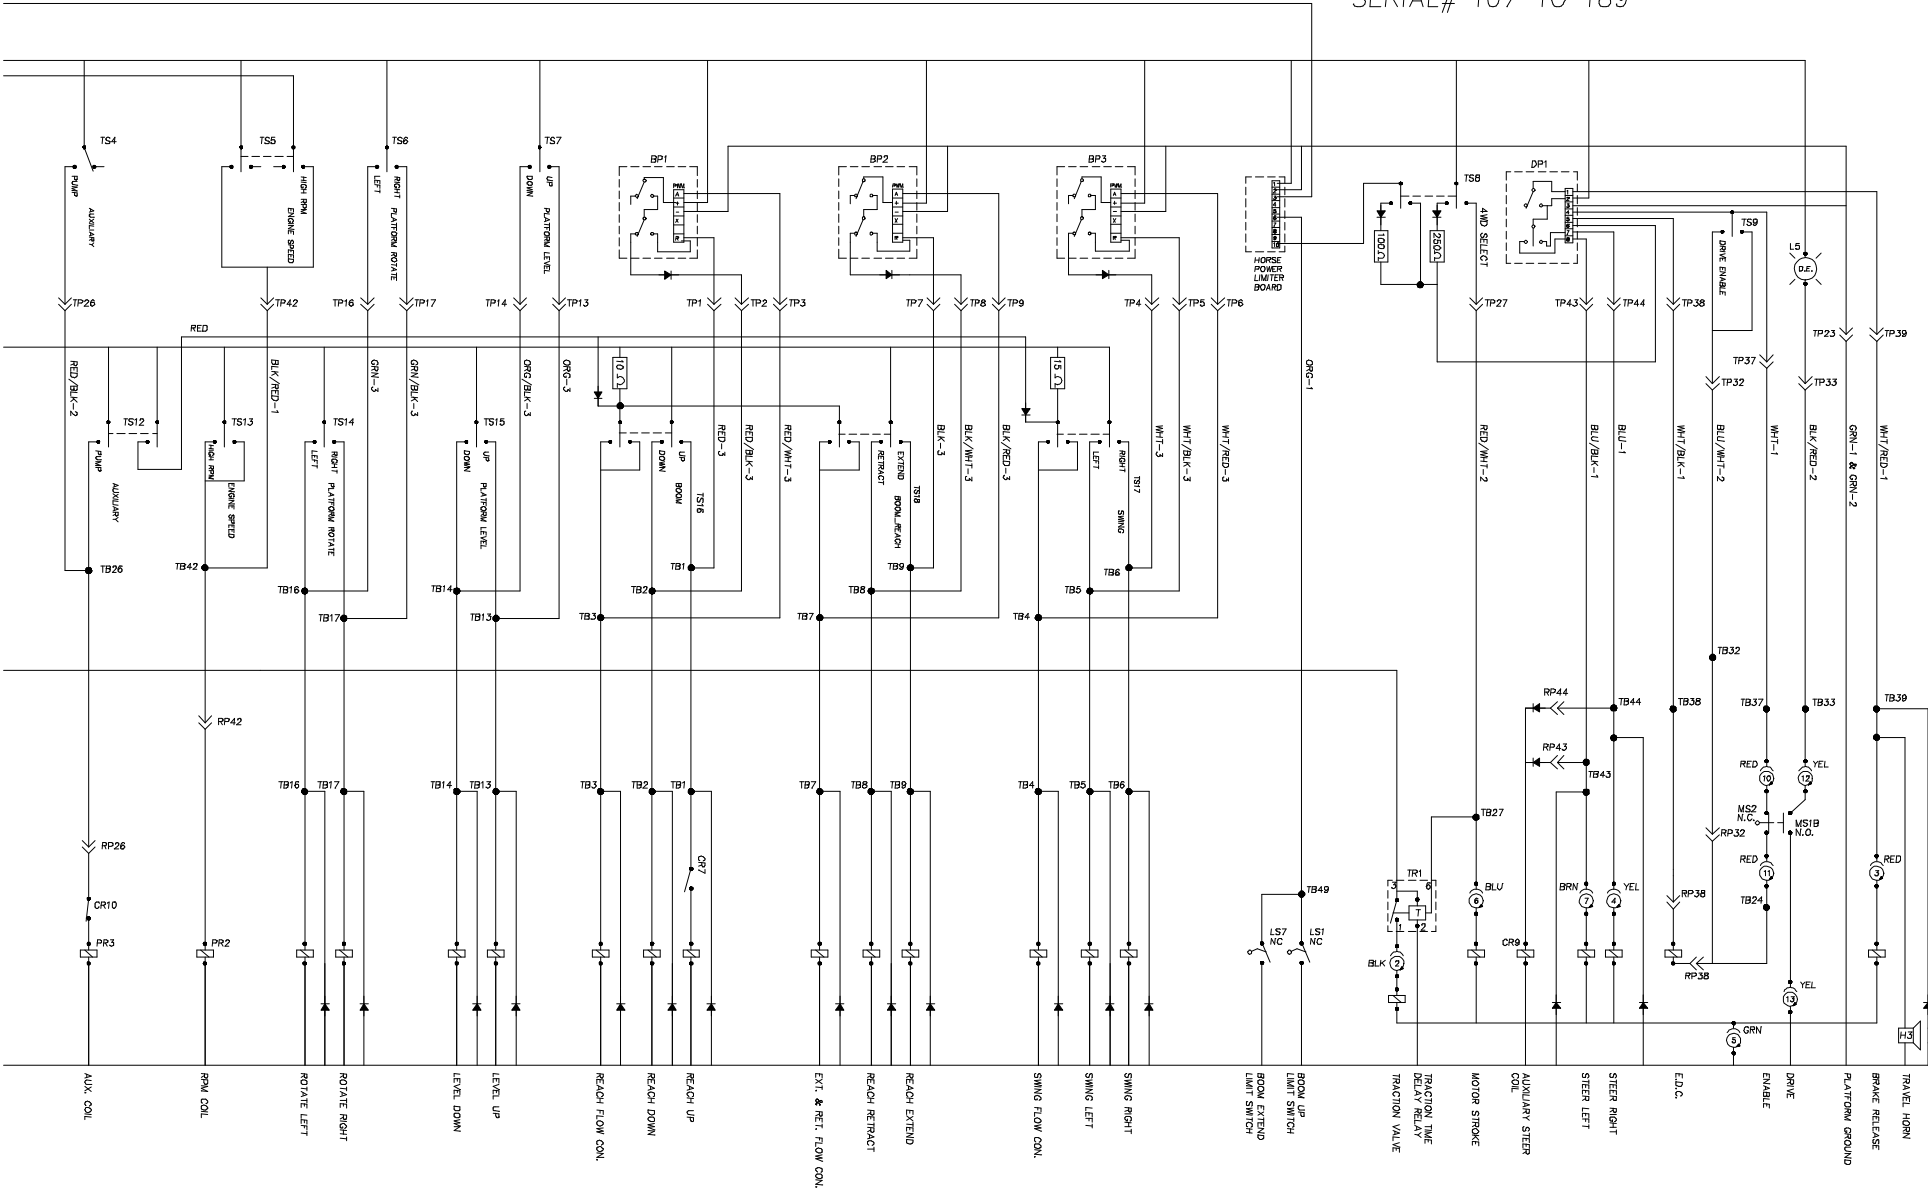 SERIAL# 107 TO 189
TS4
TS5
TS6
TS7
BP1
BP2
BP3
TS8
DP1
TS9
L5
D.E.
PUMP
AUXILIARY
HIGH RPM
ENGINE SPEED
LEFT
RIGHT
PLATFORM ROTATE
DOWN
UP
PLATFORM LEVEL
PWM
A
+
-
X
R
PWM
A
+
-
X
R
PWM
A
+
-
X
R
HORSE
POWER
LIMITER
BOARD
100Ω
250Ω
4WD SELECT
DRIVE ENABLE
TP26
TP42
TP16
TP17
TP14
TP13
TP1
TP2
TP3
TP7
TP8
TP9
TP4
TP5
TP6
TP27
TP43
TP44
TP38
TP37
TP32
TP33
TP23
TP39
RED
RED/BLK-2
BLK/RED-1
GRN-3
GRN/BLK-3
ORG/BLK-3
ORG-3
10 Ω
15 Ω
RED-3
RED/BLK-3
RED/WHT-3
BLK-3
BLK/WHT-3
BLK/RED-3
WHT-3
WHT/BLK-3
WHT/RED-3
ORG-1
RED/WHT-2
BLU/BLK-1
BLU-1
WHT/BLK-1
BLU/WHT-2
WHT-1
BLK/RED-2
GRN-1 & GRN-2
WHT/RED-1
TS12
TS13
TS14
TS15
TS16
TS18
TS17
PUMP
AUXILIARY
HIGH RPM
ENGINE SPEED
LEFT
RIGHT
PLATFORM ROTATE
DOWN
UP
PLATFORM LEVEL
DOWN
UP
BOOM
RETRACT
EXTEND
BOOM REACH
LEFT
RIGHT
SWING
TB26
TB42
TB16
TB17
TB14
TB13
TB3
TB2
TB1
TB7
TB8
TB9
TB4
TB5
TB6
TB32
RP42
RP44
TB44
TB38
TB37
TB33
TB39
RP43
TB43
TB16
TB17
TB14
TB13
TB3
TB2
TB1
TB7
TB8
TB9
TB4
TB5
TB6
RED
10
12
YEL
MS2
N.C.
MS1B
N.O.
TB27
RP26
RP32
CR7
CR10
TR1
3
6
T
1
2
BLU
6
BRN
7
YEL
4
RP38
RED
11
TB24
RED
3
TB49
LS7
NC
LS1
NC
PR3
PR2
CR9
BLK
2
RP38
YEL
13
GRN
5
H3
AUX. COIL
RPM COIL
ROTATE LEFT
ROTATE RIGHT
LEVEL DOWN
LEVEL UP
REACH FLOW CON.
REACH DOWN
REACH UP
EXT. & RET. FLOW CON.
REACH RETRACT
REACH EXTEND
SWING FLOW CON.
SWING LEFT
SWING RIGHT
BOOM EXTEND
LIMIT SWITCH
BOOM UP
LIMIT SWITCH
TRACTION VALVE
TRACTION TIME
DELAY RELAY
MOTOR STROKE
AUXILIARY STEER
COIL
STEER LEFT
STEER RIGHT
E.D.C.
ENABLE
DRIVE
PLATFORM GROUND
BRAKE RELEASE
TRAVEL HORN